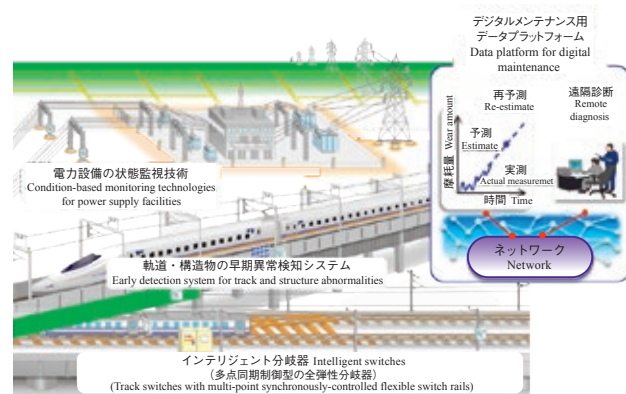 デジタルメンテナンス用
データプラットフォーム
Data platform for digital
maintenance
再予測
Re-estimate
遠隔診断
Remote
diagnosis
予測
Estimate
実測
Actual measuremet
摩耗量 Wear amount
時間 Time
ネットワーク
Network
電力設備の状態監視技術
Condition-based monitoring technologies
for power supply facilities
軌道・構造物の早期異常検知システム
Early detection system for track and structure abnormalities
インテリジェント分岐器 Intelligent switches
（多点同期制御型の全弾性分岐器）
(Track switches with multi-point synchronously-controlled flexible switch rails)